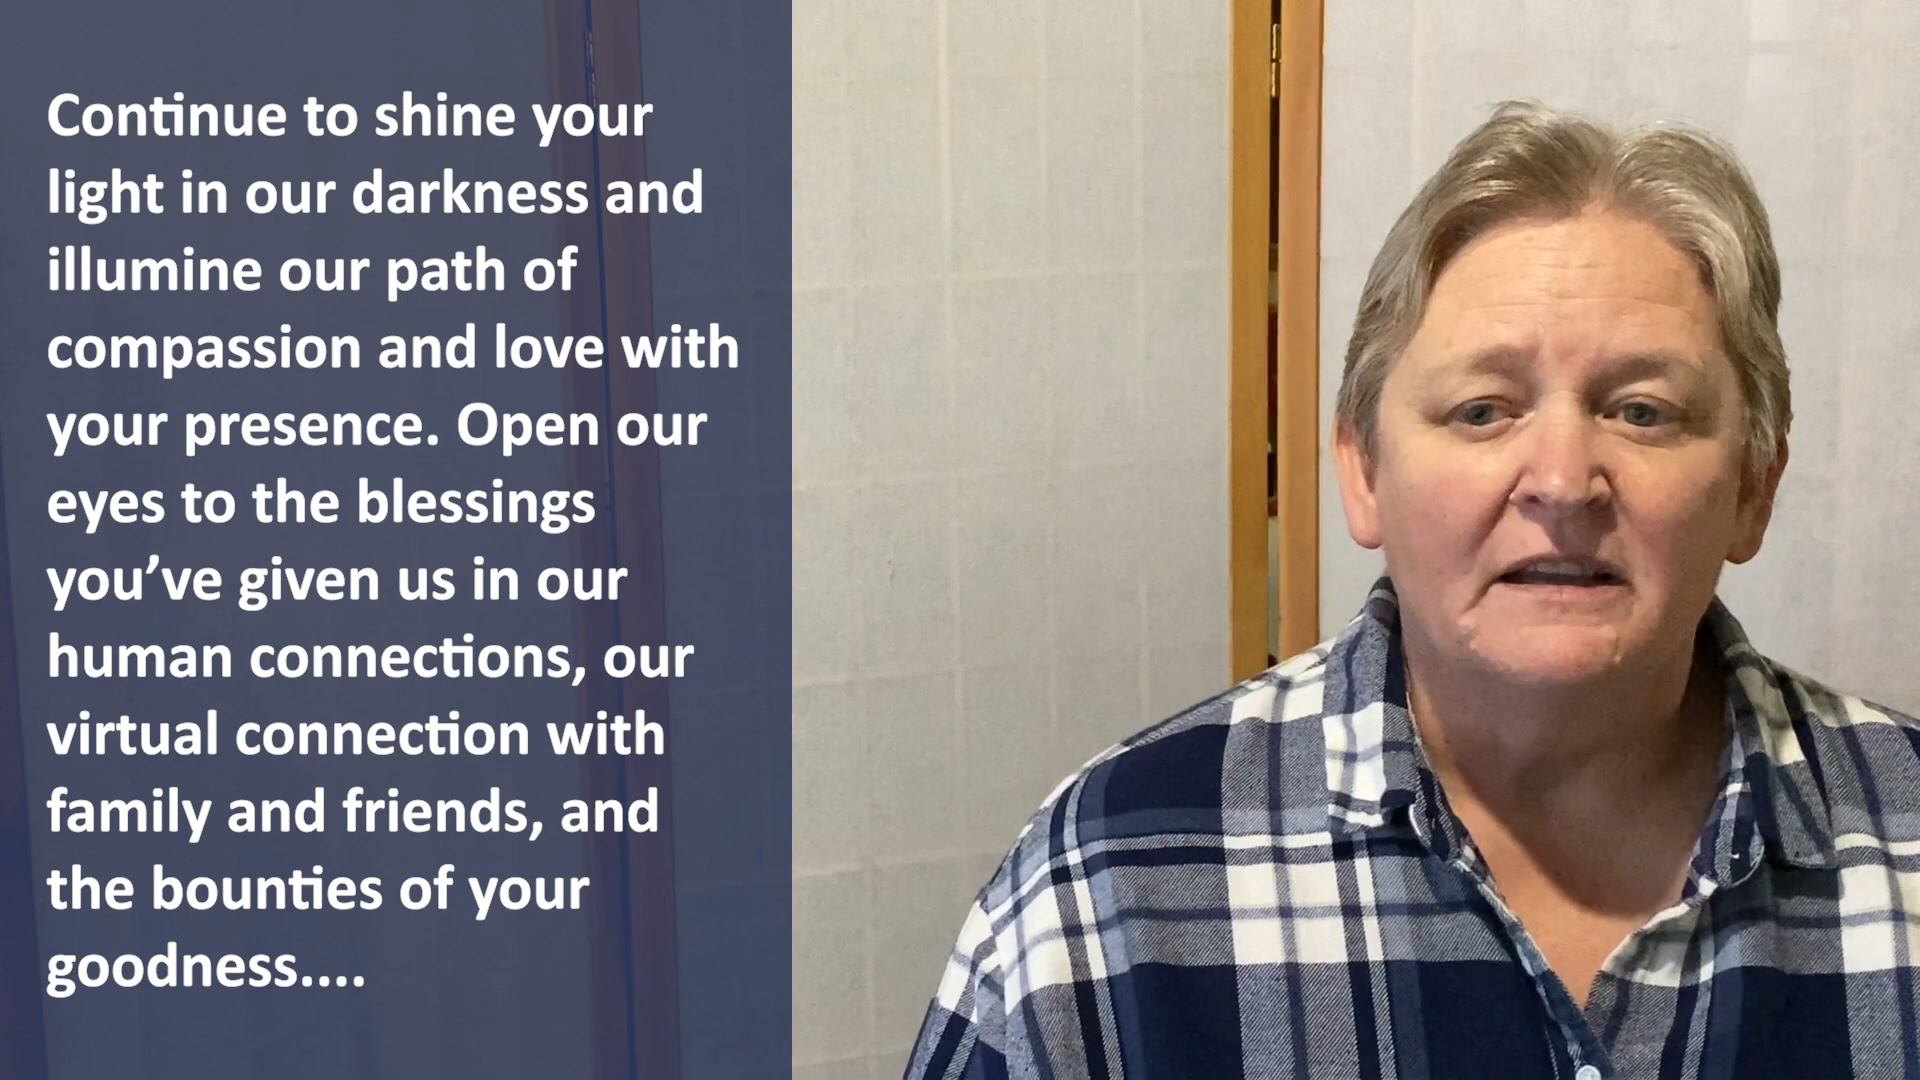 Continue to shine your
light in our darkness and
illumine our path of
compassion and love with
your presence. Open our
eyes to the blessings
you’ve given us in our
human connections, our
virtual connection with
family and friends, and
the bounties of your
goodness....